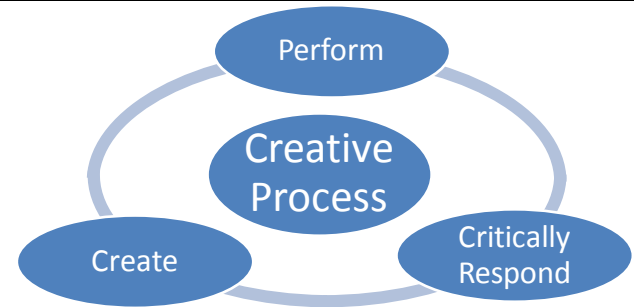 Perform
Creative
Process
Create
Critically
Respond